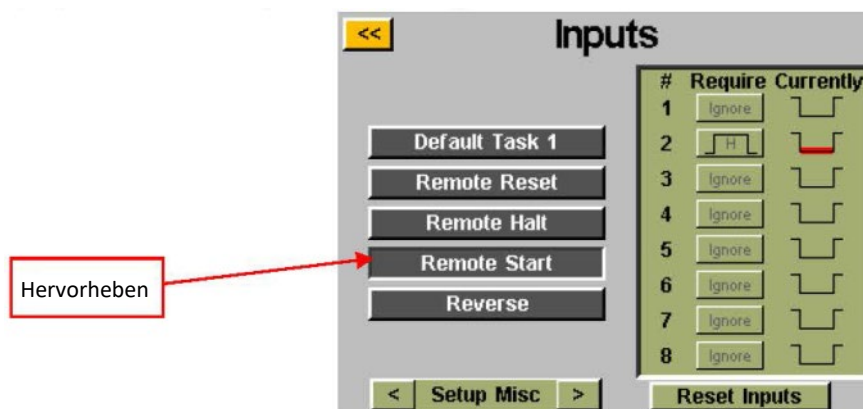 << Inputs
# Require Currently
1 Ignore
Default Task 1
2 H
Remote Reset
3 Ignore
Remote Halt
4 Ignore
Remote Start
5 Ignore
Hervorheben
Reverse
6 Ignore
7 Ignore
8 Ignore
< Setup Misc >
Reset Inputs